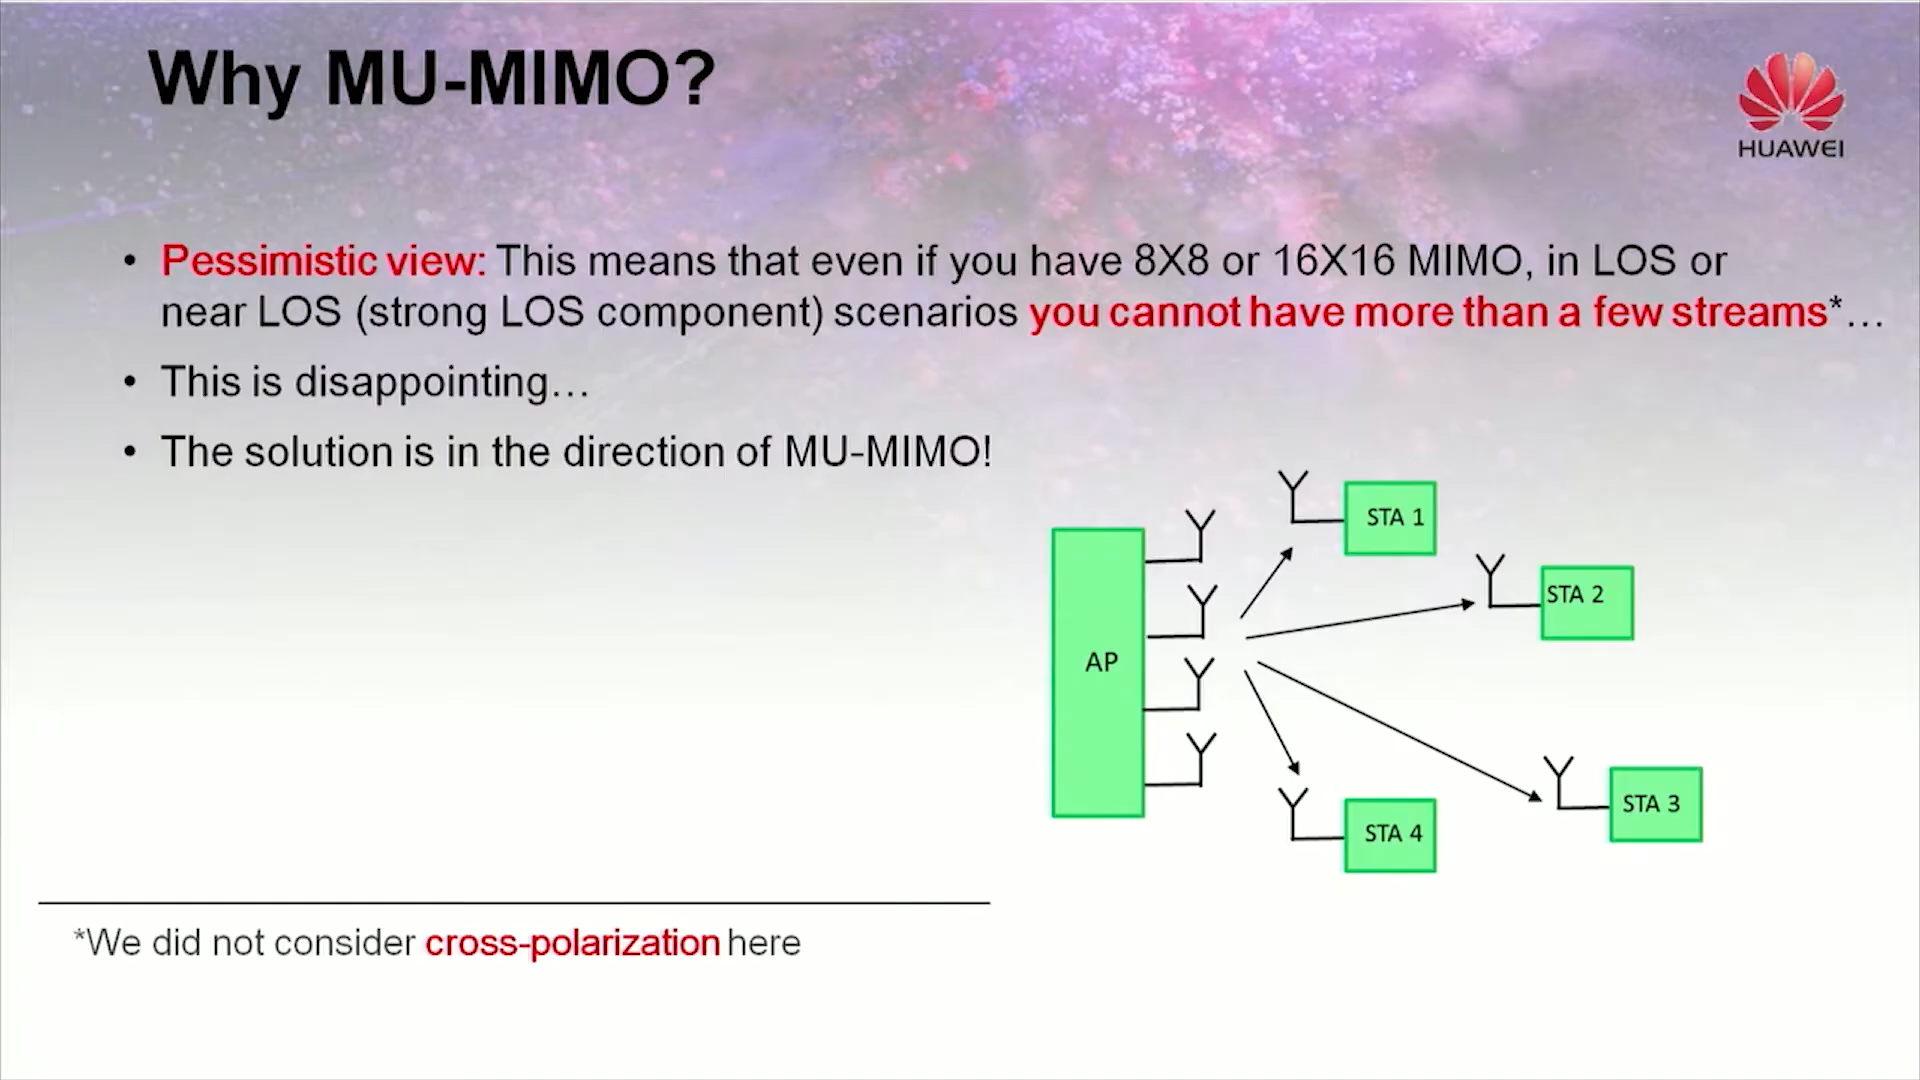 Why MU-MIMO?
HUAWEI
• Pessimistic view: This means that even if you have 8X8 or 16X16 MIMO, in LOS or
near LOS (strong LOS component) scenarios you cannot have more than a few streams*…
• This is disappointing…
• The solution is in the direction of MU-MIMO!
STA 1
STA 2
AP
STA 3
STA 4
*We did not consider cross-polarization here